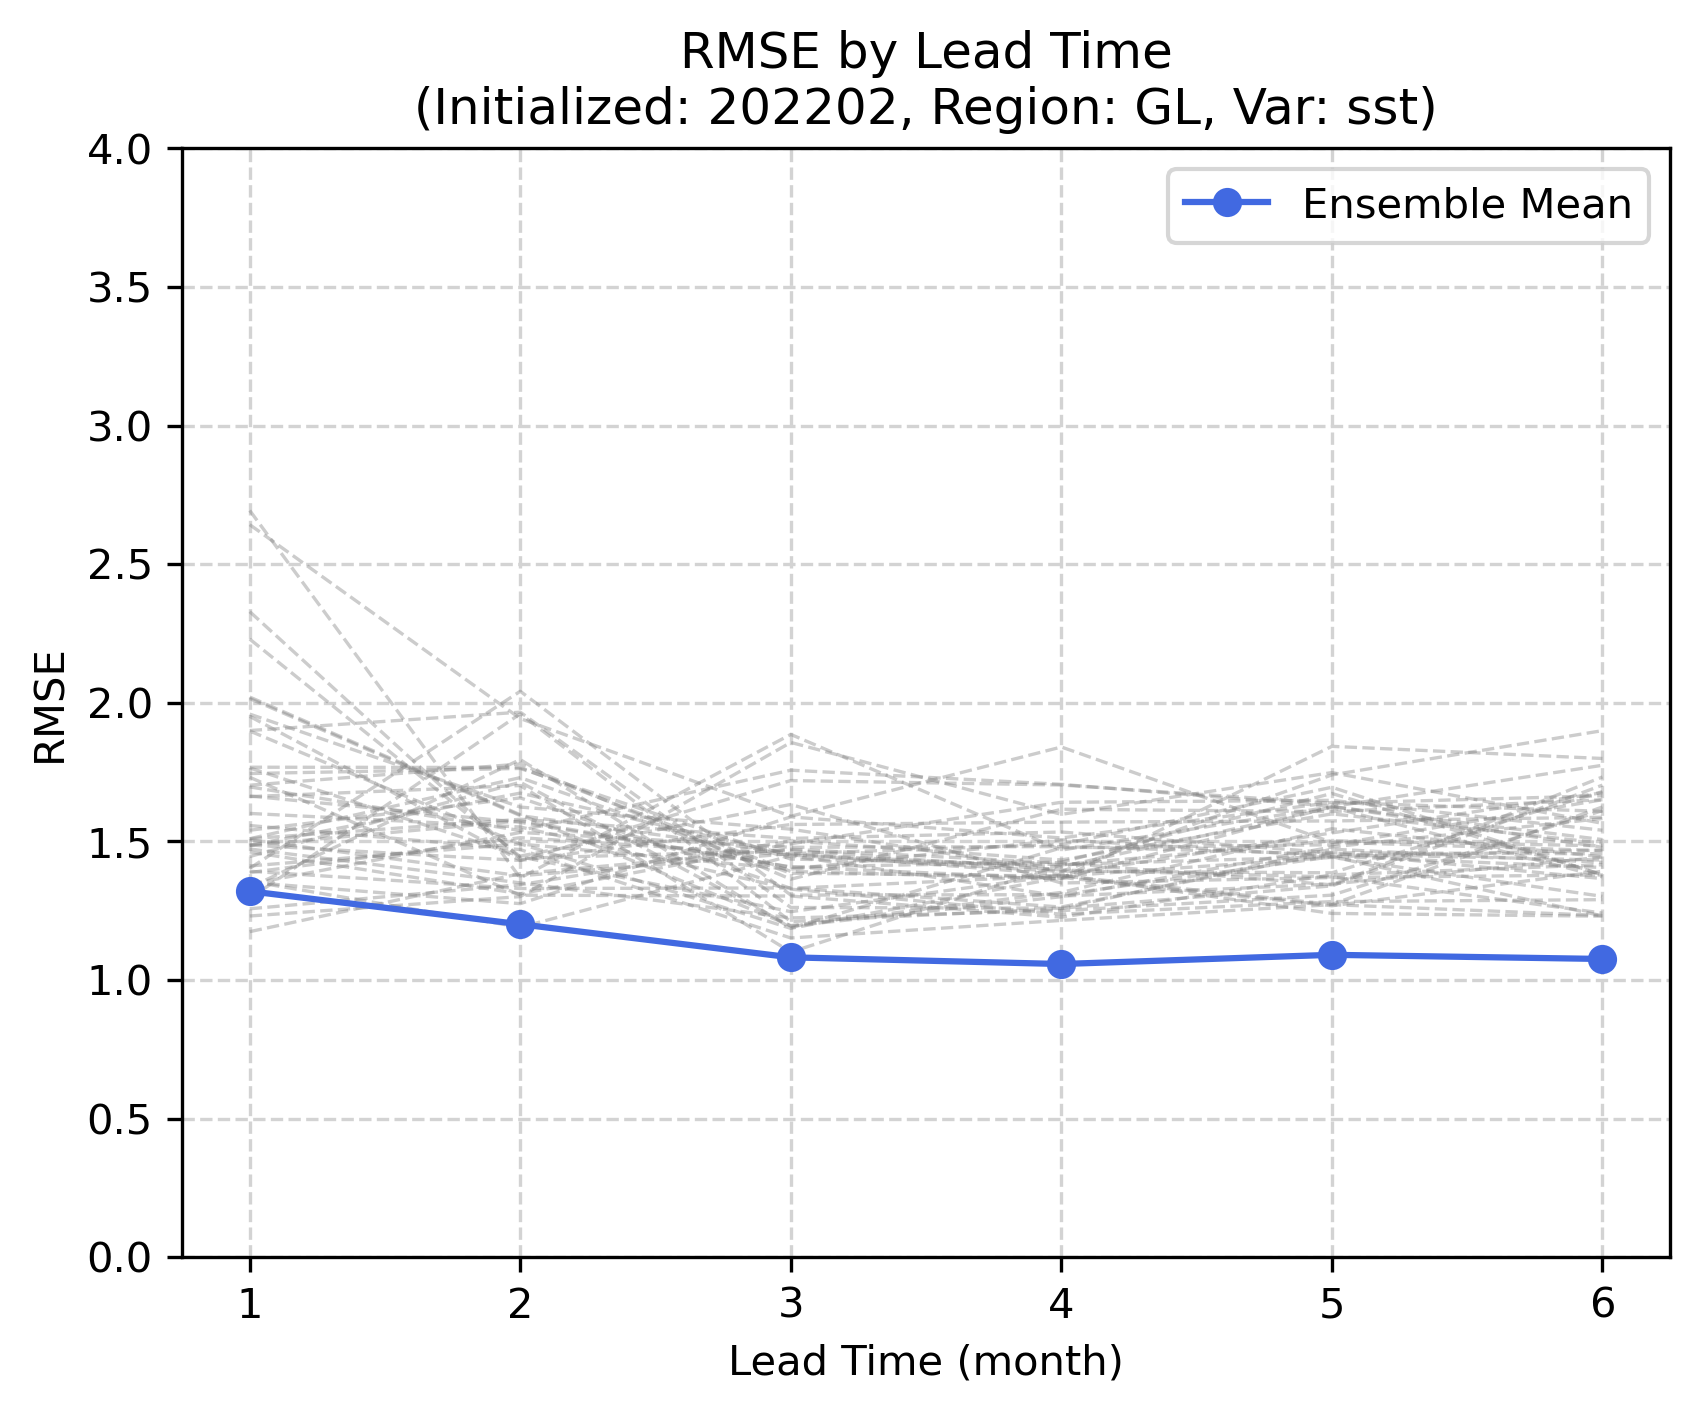 RMSE by Lead Time
(Initialized: 202202, Region: GL, Var: sst)
Ensemble Mean
RMSE
4.0
3.5
3.0
2.5
2.0
1.5
1.0
0.5
0.0
1 2 3 4 5 6
Lead Time (month)